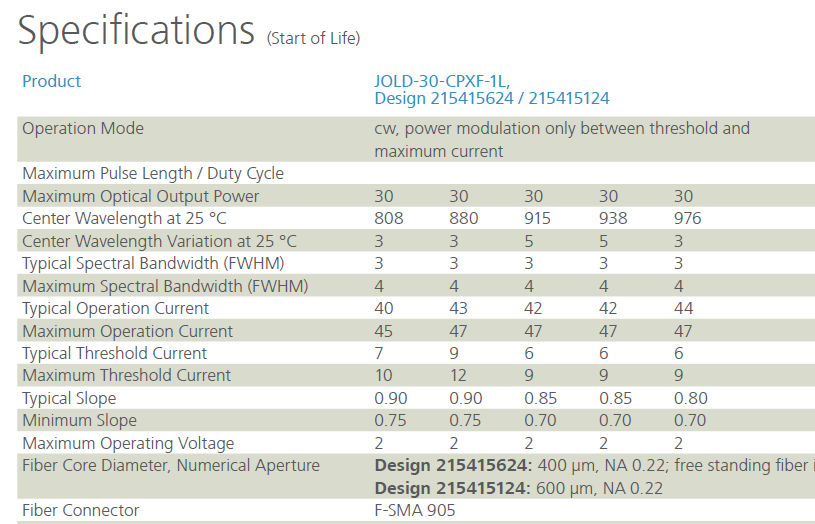 Specifications (Start of Life)
Product JOLD-30-CPXF-1L,
Design 215415624 / 215415124
Operation Mode cw, power modulation only between threshold and
maximum current
Maximum Pulse Length / Duty Cycle
Maximum Optical Output Power 30 30 30 30 30
Center Wavelength at 25 °C 808 880 915 938 976
Center Wavelength Variation at 25 °C 3 3 5 5 3
Typical Spectral Bandwidth (FWHM) 3 3 3 3 3
Maximum Spectral Bandwidth (FWHM) 4 4 4 4 4
Typical Operation Current 40 43 42 42 44
Maximum Operation Current 45 47 47 47 47
Typical Threshold Current 7 9 6 6 6
Maximum Threshold Current 10 12 9 9 9
Typical Slope 0.90 0.90 0.85 0.85 0.80
Minimum Slope 0.75 0.75 0.70 0.70 0.70
Maximum Operating Voltage 2 2 2 2 2
Fiber Core Diameter, Numerical Aperture Design 215415624: 400 µm, NA 0.22; free standing fiber
Design 215415124: 600 µm, NA 0.22
Fiber Connector F-SMA 905